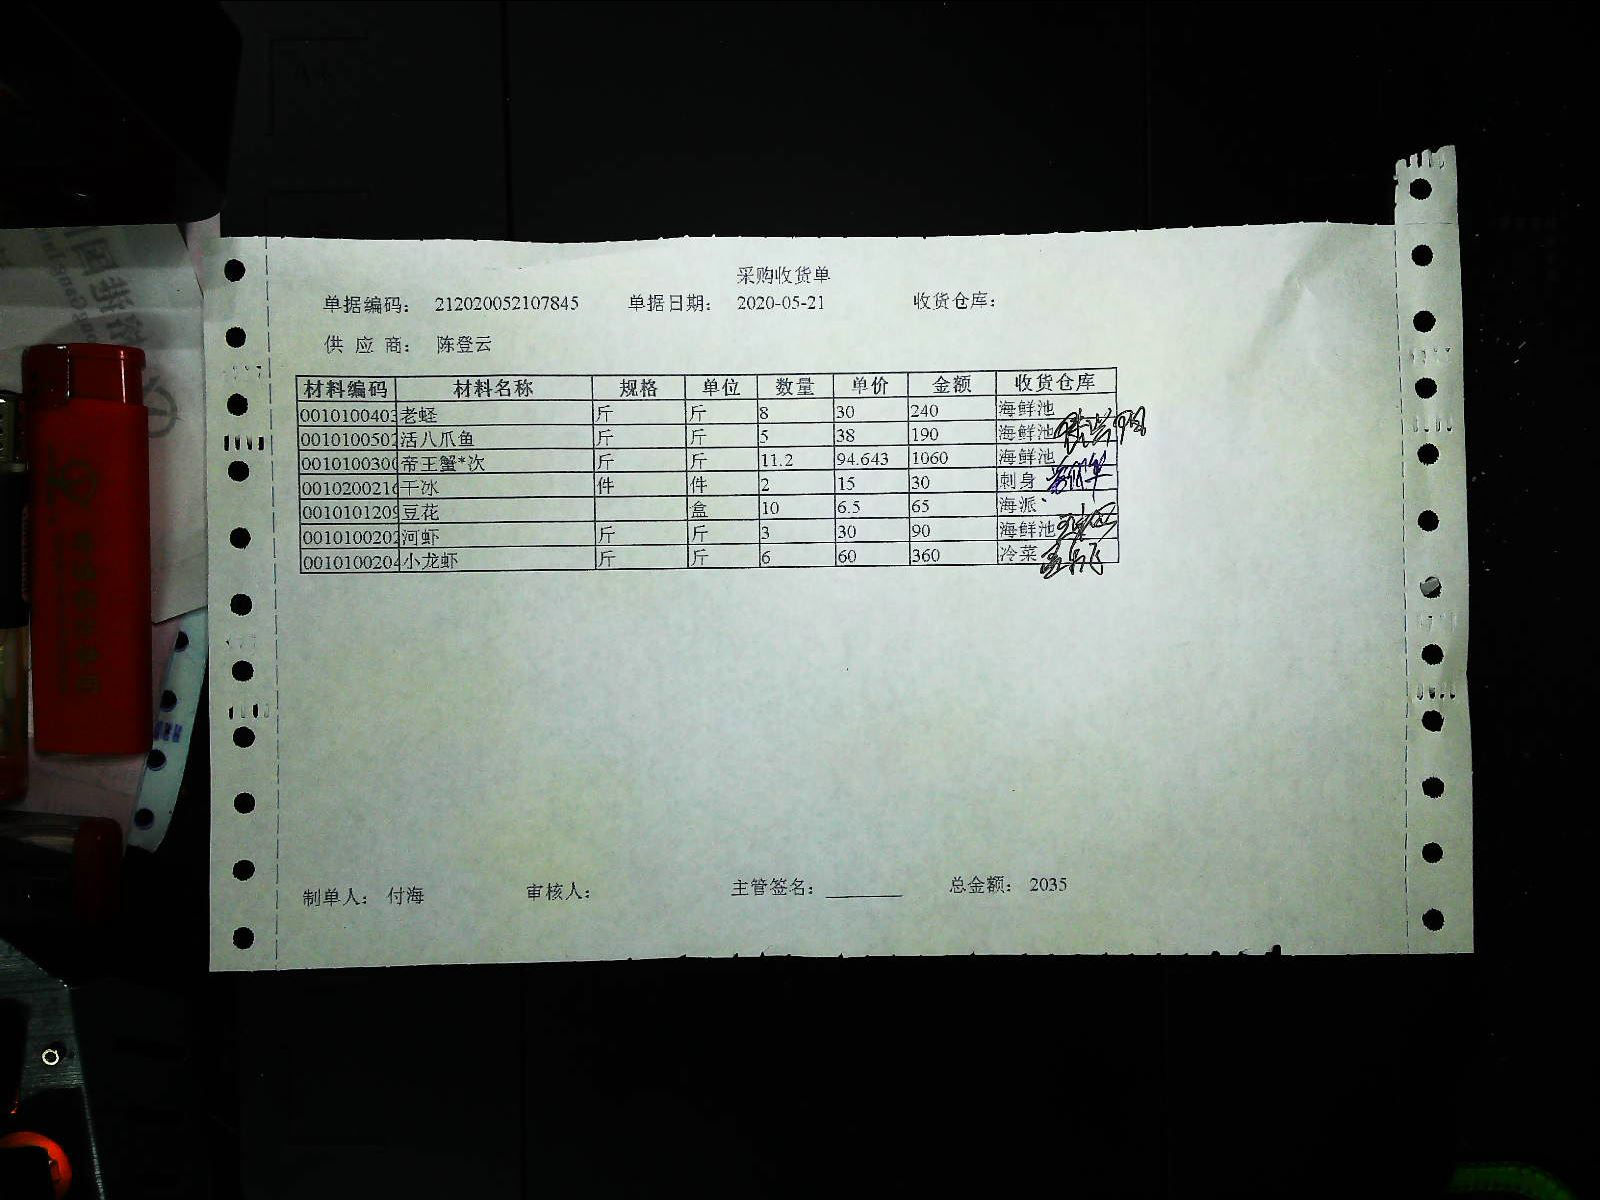 采购收货单
单据编码： 212020052107845 单据日期： 2020-05-21 收货仓库：
供 应 商： 陈登云
材料编码 材料名称 规格 单位 数量 单价 金额 收货仓库
0010100403 老蛏 斤 斤 8 30 240 海鲜池
0010100502 活八爪鱼 斤 斤 5 38 190 海鲜池
0010100300 帝王蟹*次 斤 斤 11.2 94.643 1060 海鲜池
0010200216 干冰 件 件 2 15 30 刺身
0010101209 豆花 盒 10 6.5 65 海派
0010100202 河虾 斤 斤 3 30 90 海鲜池
0010100204 小龙虾 斤 斤 6 60 360 冷菜
制单人： 付海 审核人： 主管签名： 总金额： 2035